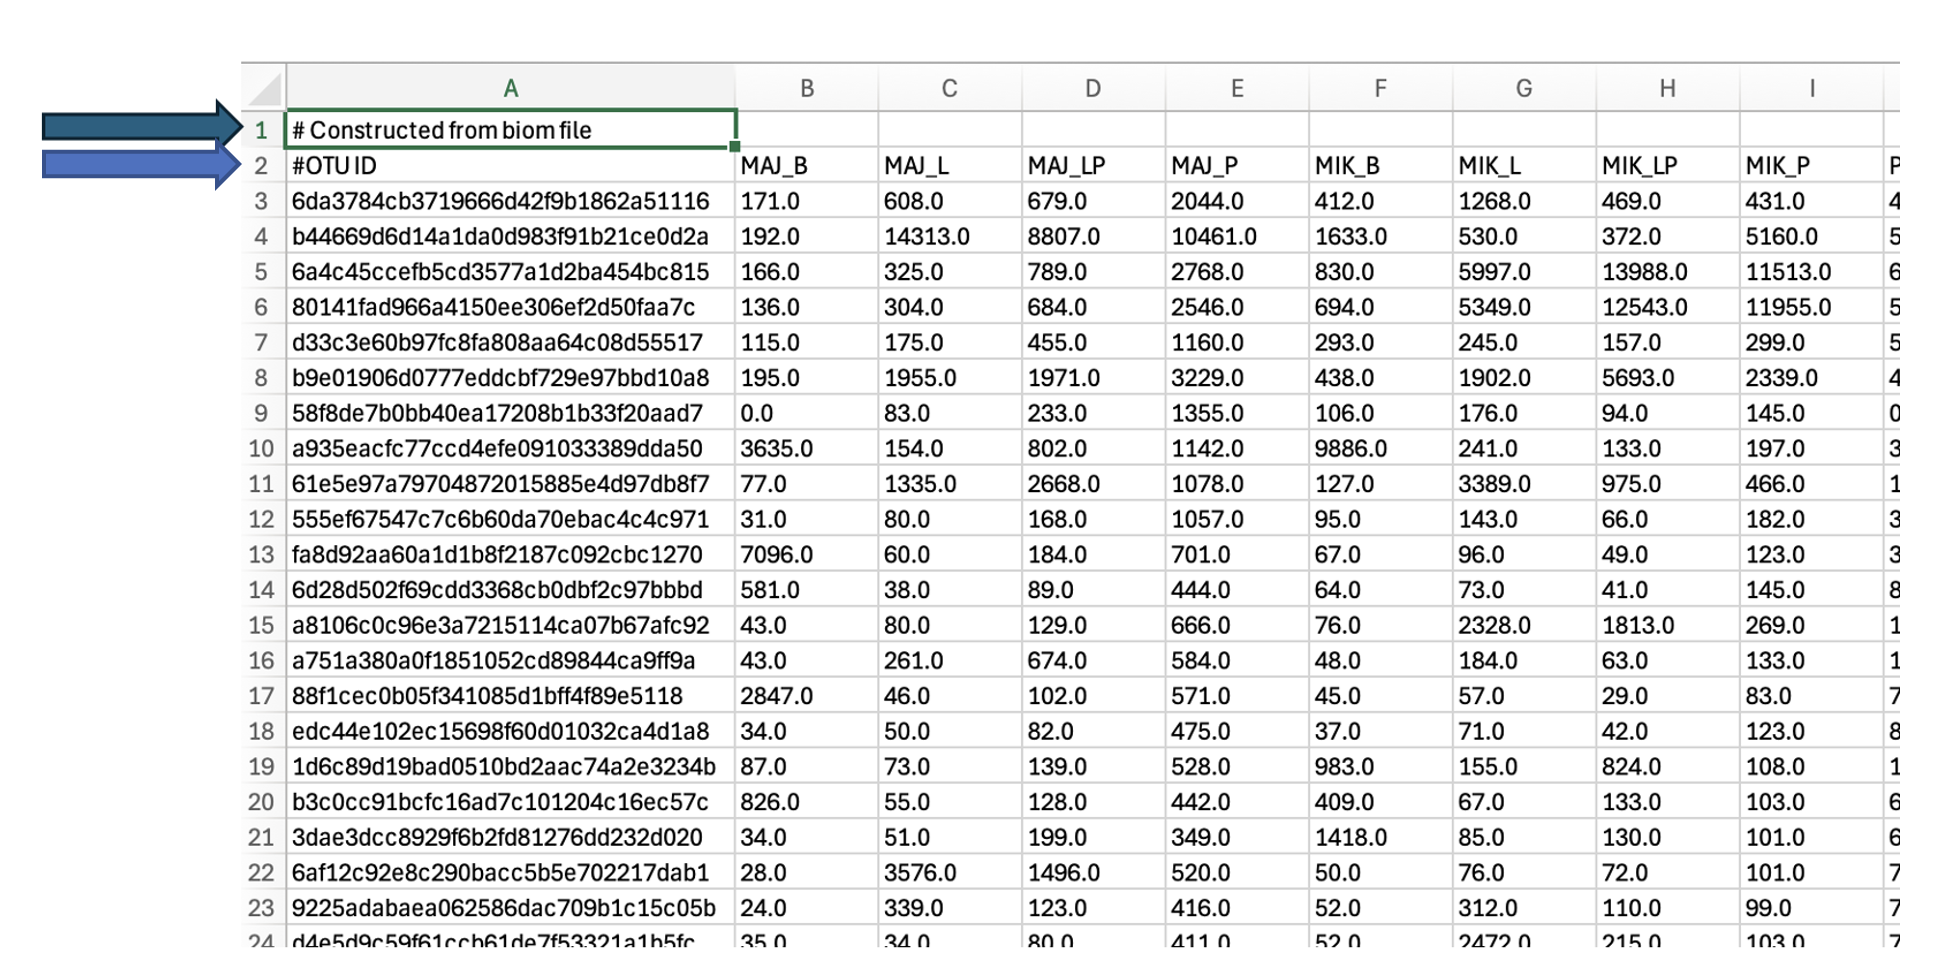 A B C D E F G H I
1 # Constructed from biom file
2 #OTU ID MAJ_B MAJ_L MAJ_LP MAJ_P MIK_B MIK_L MIK_LP MIK_P P
3 6da3784cb3719666d42f9b1862a51116 171.0 608.0 679.0 2044.0 412.0 1268.0 469.0 431.0 4
4 b44669d6d14a1da0d983f91b21ce0d2a 192.0 14313.0 8807.0 10461.0 1633.0 530.0 372.0 5160.0 5
5 6a4c45ccefb5cd3577a1d2ba454bc815 166.0 325.0 789.0 2768.0 830.0 5997.0 13988.0 11513.0 6
6 80141fad966a4150ee306ef2d50faa7c 136.0 304.0 684.0 2546.0 694.0 5349.0 12543.0 11955.0 5
7 d33c3e60b97fc8fa808aa64c08d55517 115.0 175.0 455.0 1160.0 293.0 245.0 157.0 299.0 5
8 b9e01906d0777eddcbf729e97bbd10a8 195.0 1955.0 1971.0 3229.0 438.0 1902.0 5693.0 2339.0 4
9 58f8de7b0bb40ea17208b1b33f20aad7 0.0 83.0 233.0 1355.0 106.0 176.0 94.0 145.0 0
10 a935eacfc77ccd4efe091033389dda50 3635.0 154.0 802.0 1142.0 9886.0 241.0 133.0 197.0 3
11 61e5e97a79704872015885e4d97db8f7 77.0 1335.0 2668.0 1078.0 127.0 3389.0 975.0 466.0 1
12 555ef67547c7c6b60da70ebac4c4c971 31.0 80.0 168.0 1057.0 95.0 143.0 66.0 182.0 3
13 fa8d92aa60a1d1b8f2187c092cbc1270 7096.0 60.0 184.0 701.0 67.0 96.0 49.0 123.0 3
14 6d28d502f69cdd3368cb0dbf2c97bbbd 581.0 38.0 89.0 444.0 64.0 73.0 41.0 145.0 8
15 a8106c0c96e3a7215114ca07b67afc92 43.0 80.0 129.0 666.0 76.0 2328.0 1813.0 269.0 1
16 a751a380a0f1851052cd89844ca9ff9a 43.0 261.0 674.0 584.0 48.0 184.0 63.0 133.0 1
17 88f1cec0b05f341085d1bff4f89e5118 2847.0 46.0 102.0 571.0 45.0 57.0 29.0 83.0 7
18 edc44e102ec15698f60d01032ca4d1a8 34.0 50.0 82.0 475.0 37.0 71.0 42.0 123.0 8
19 1d6c89d19bad0510bd2aac74a2e3234b 87.0 73.0 139.0 528.0 983.0 155.0 824.0 108.0 1
20 b3c0cc91bcfc16ad7c101204c16ec57c 826.0 55.0 128.0 442.0 409.0 67.0 133.0 103.0 6
21 3dae3dcc8929f6b2fd81276dd232d020 34.0 51.0 199.0 349.0 1418.0 85.0 130.0 101.0 6
22 6af12c92e8c290bacc5b5e702217dab1 28.0 3576.0 1496.0 520.0 50.0 76.0 72.0 101.0 7
23 9225adabaea062586dac709b1c15c05b 24.0 339.0 123.0 416.0 52.0 312.0 110.0 99.0 7
24 d4e5d9c59f61ccb61de7f53321a1b5fc 35.0 34.0 80.0 411.0 52.0 2472.0 215.0 103.0 7